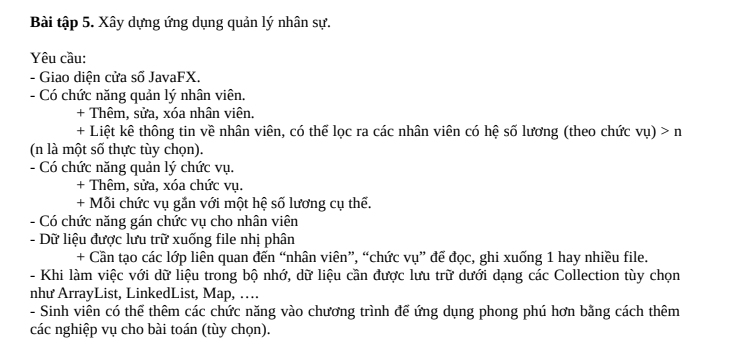 Bài tập 5. Xây dựng ứng dụng quản lý nhân sự.
Yêu cầu:
- Giao diện cửa sổ JavaFX.
- Có chức năng quản lý nhân viên.
+ Thêm, sửa, xóa nhân viên.
+ Liệt kê thông tin về nhân viên, có thể lọc ra các nhân viên có hệ số lương (theo chức vụ) > n
(n là một số thực tùy chọn).
- Có chức năng quản lý chức vụ.
+ Thêm, sửa, xóa chức vụ.
+ Mỗi chức vụ gắn với một hệ số lương cụ thể.
- Có chức năng gán chức vụ cho nhân viên
- Dữ liệu được lưu trữ xuống file nhị phân
+ Cần tạo các lớp liên quan đến “nhân viên”, “chức vụ” để đọc, ghi xuống 1 hay nhiều file.
- Khi làm việc với dữ liệu trong bộ nhớ, dữ liệu cần được lưu trữ dưới dạng các Collection tùy chọn
như ArrayList, LinkedList, Map, ….
- Sinh viên có thể thêm các chức năng vào chương trình để ứng dụng phong phú hơn bằng cách thêm
các nghiệp vụ cho bài toán (tùy chọn).